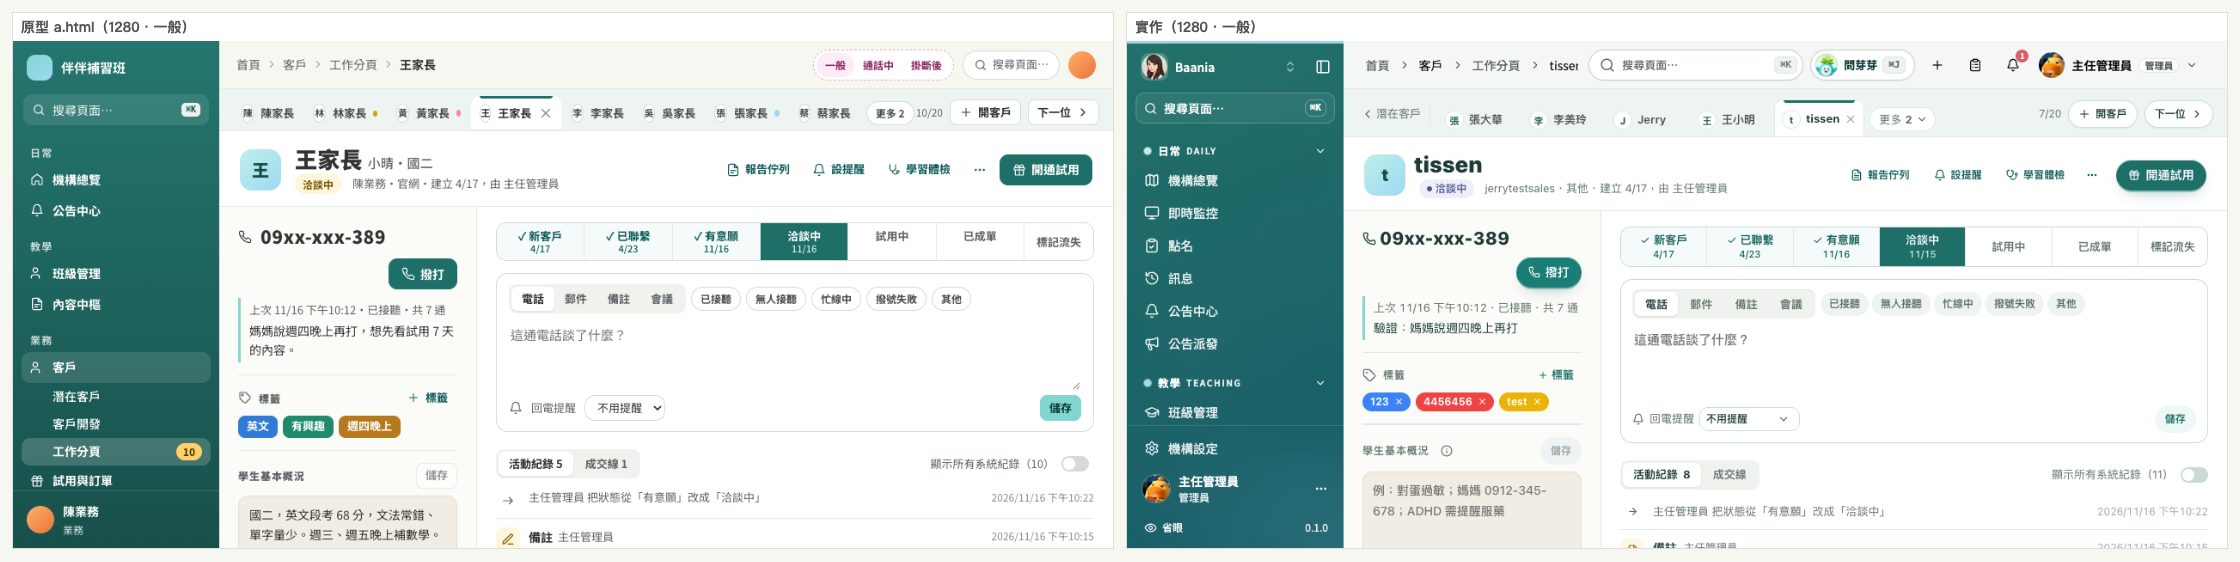 原型 a.html（1280・一般）
伴伴補習班
搜尋頁面…
⌘K
日常
機構總覽
公告中心
教學
班級管理
內容中樞
業務
客戶
潛在客戶
客戶開發
工作分頁
10
試用與訂單
陳業務
業務
首頁 > 客戶 > 工作分頁 > 王家長
一般 通話中 掛斷後
搜尋頁面…
陳 陳家長 林 林家長 黃 黃家長 王 王家長 × 李 李家長 吳 吳家長 張 張家長 蔡 蔡家長 更多 2 10/20 + 開客戶 下一位 >
王
王家長 小晴・國二
洽談中 陳業務・官網・建立 4/17，由 主任管理員
報告佇列 設提醒 學習體檢 ··· 開通試用
09xx-xxx-389
撥打
上次 11/16 下午10:12・已接聽・共 7 通
媽媽說週四晚上再打，想先看試用 7 天
的內容。
標籤 + 標籤
英文 有興趣 週四晚上
學生基本概況 儲存
國二，英文段考 68 分，文法常錯、
單字量少。週三、週五晚上補數學。
✓ 新客戶 ✓ 已聯繫 ✓ 有意願 洽談中 試用中 已成單 標記流失
4/17 4/23 11/16 11/16
電話 郵件 備註 會議 已接聽 無人接聽 忙線中 撥號失敗 其他
這通電話談了什麼？
回電提醒 不用提醒 儲存
活動紀錄 5 成交線 1 顯示所有系統紀錄（10）
→ 主任管理員 把狀態從「有意願」改成「洽談中」 2026/11/16 下午10:22
備註 主任管理員 2026/11/16 下午10:15
實作（1280・一般）
Baania
搜尋頁面…
⌘K
日常 DAILY
機構總覽
即時監控
點名
訊息
公告中心
公告派發
教學 TEACHING
班級管理
機構設定
主任管理員 ···
管理員
省眼 0.1.0
首頁 > 客戶 > 工作分頁 > tisser
搜尋頁面… ⌘K
問芽芽 ⌘J
+
1
主任管理員 管理員
< 潛在客戶 張 張大華 李 李美玲 J Jerry 王 王小明 t tissen × 更多 2 7/20 + 開客戶 下一位 >
t
tissen
洽談中 jerrytestsales・其他・建立 4/17，由 主任管理員
報告佇列 設提醒 學習體檢 ··· 開通試用
09xx-xxx-389
撥打
上次 11/16 下午10:12・已接聽・共 7 通
驗證：媽媽說週四晚上再打
標籤 + 標籤
123 × 4456456 × test ×
學生基本概況 儲存
例：對蛋過敏；媽媽 0912-345-
678；ADHD 需提醒服藥
✓ 新客戶 ✓ 已聯繫 ✓ 有意願 洽談中 試用中 已成單 標記流失
4/17 4/23 11/16 11/15
電話 郵件 備註 會議 已接聽 無人接聽 忙線中 撥號失敗 其他
這通電話談了什麼？
回電提醒 不用提醒 儲存
活動紀錄 8 成交線 顯示所有系統紀錄（11）
→ 主任管理員 把狀態從「有意願」改成「洽談中」 2026/11/16 下午10:22
備註 主任管理員 2026/11/16 下午10:15